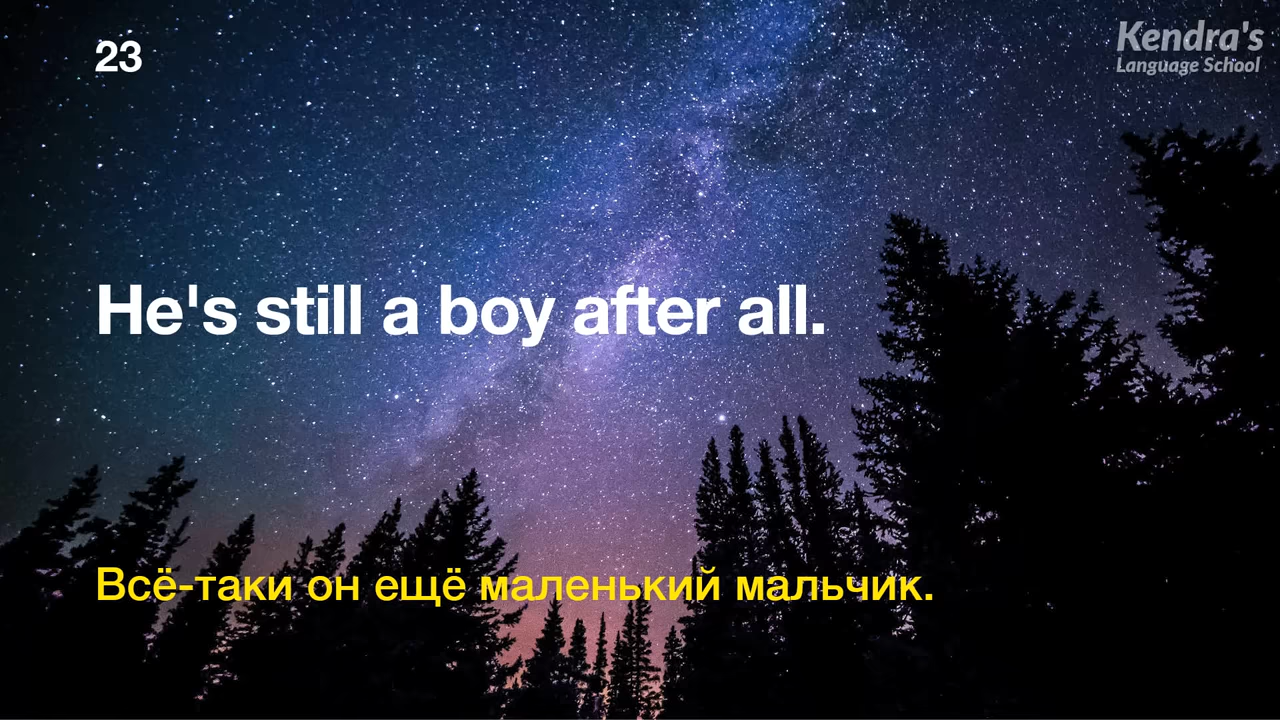 23
Kendra's
Language School
He's still a boy after all.
Всё-таки он ещё маленький мальчик.